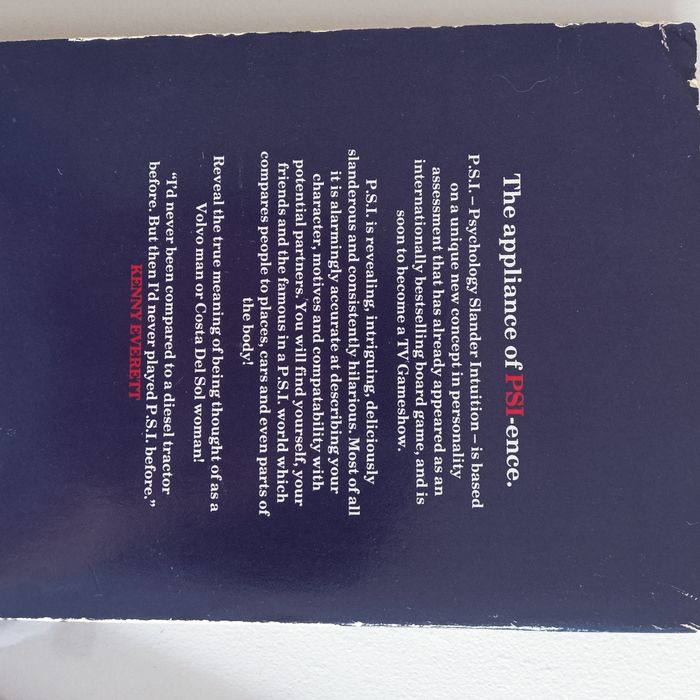 The appliance of PSI-ence.
P.S.I. – Psychology Slander Intuition – is based
on a unique new concept in personality
assessment that has already appeared as an
internationally bestselling board game, and is
soon to become a TV Gameshow.
P.S.I. is revealing, intriguing, deliciously
slanderous and consistently hilarious. Most of all
it is alarmingly accurate at describing your
character, motives and compatability with
potential partners. You will find yourself, your
friends and the famous in a P.S.I. world which
compares people to places, cars and even parts of
the body!
Reveal the true meaning of being thought of as a
Volvo man or Costa Del Sol woman!
“I'd never been compared to a diesel tractor
before. But then I'd never played P.S.I. before.”
KENNY EVERETT